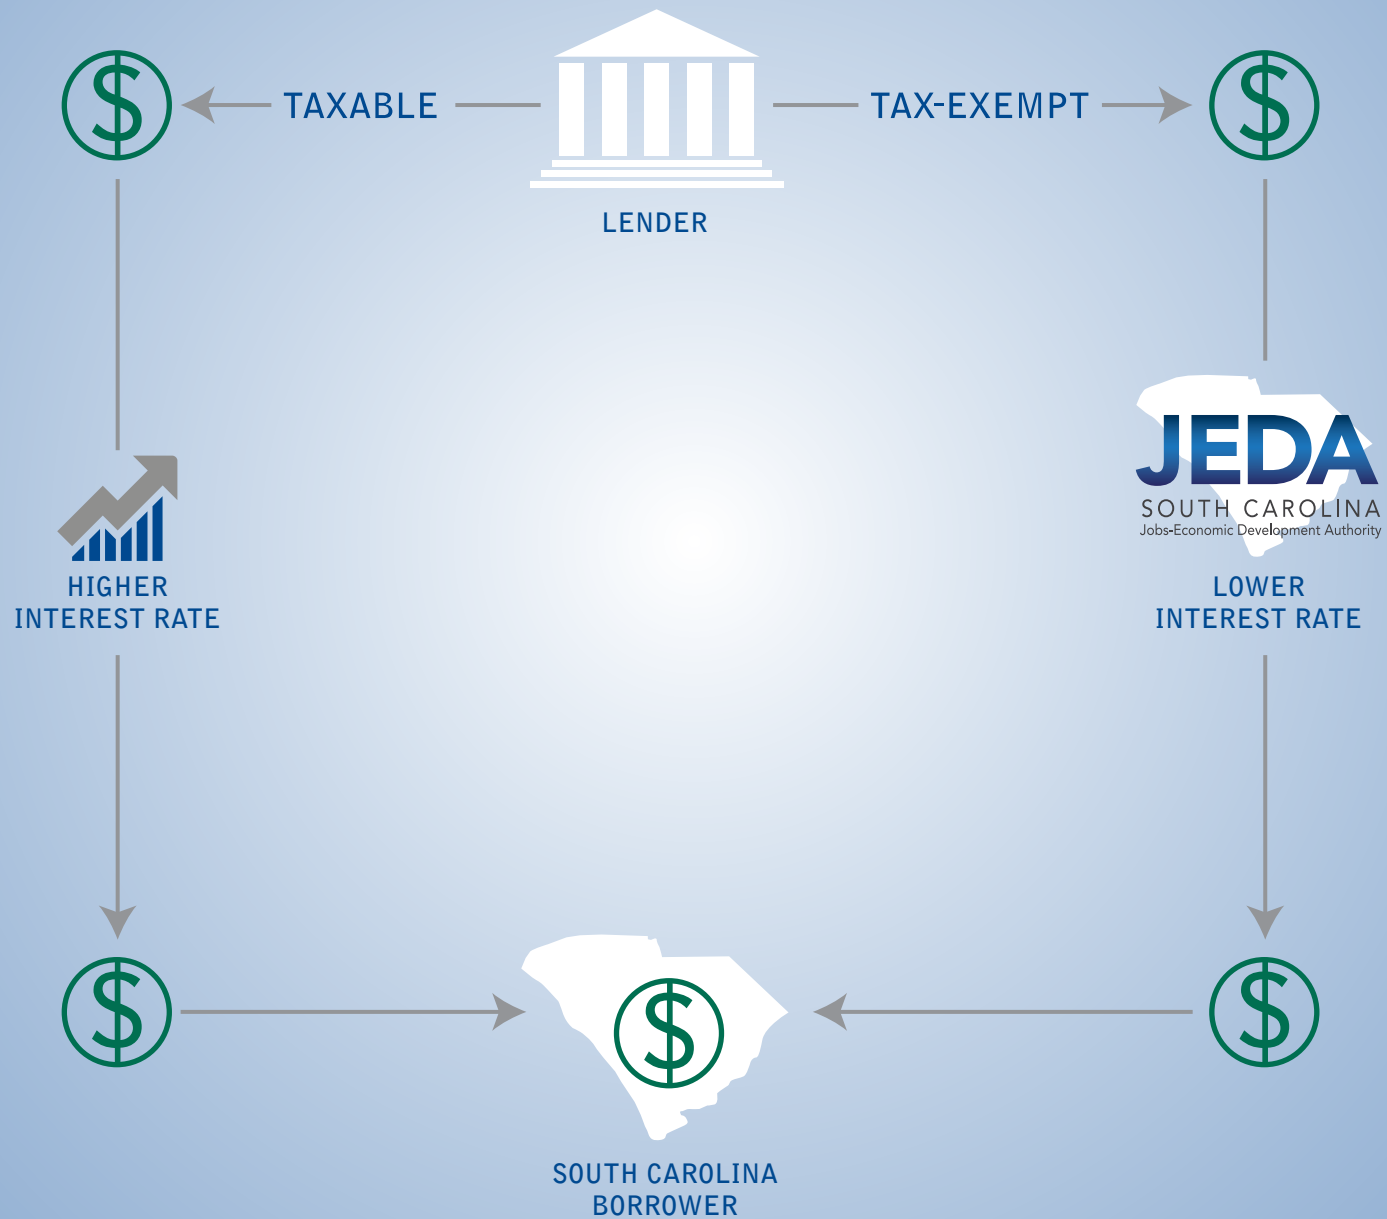 TAXABLE
TAX-EXEMPT
LENDER
JEDA
SOUTH CAROLINA
Jobs-Economic Development Authority
HIGHER
INTEREST RATE
LOWER
INTEREST RATE
SOUTH CAROLINA
BORROWER